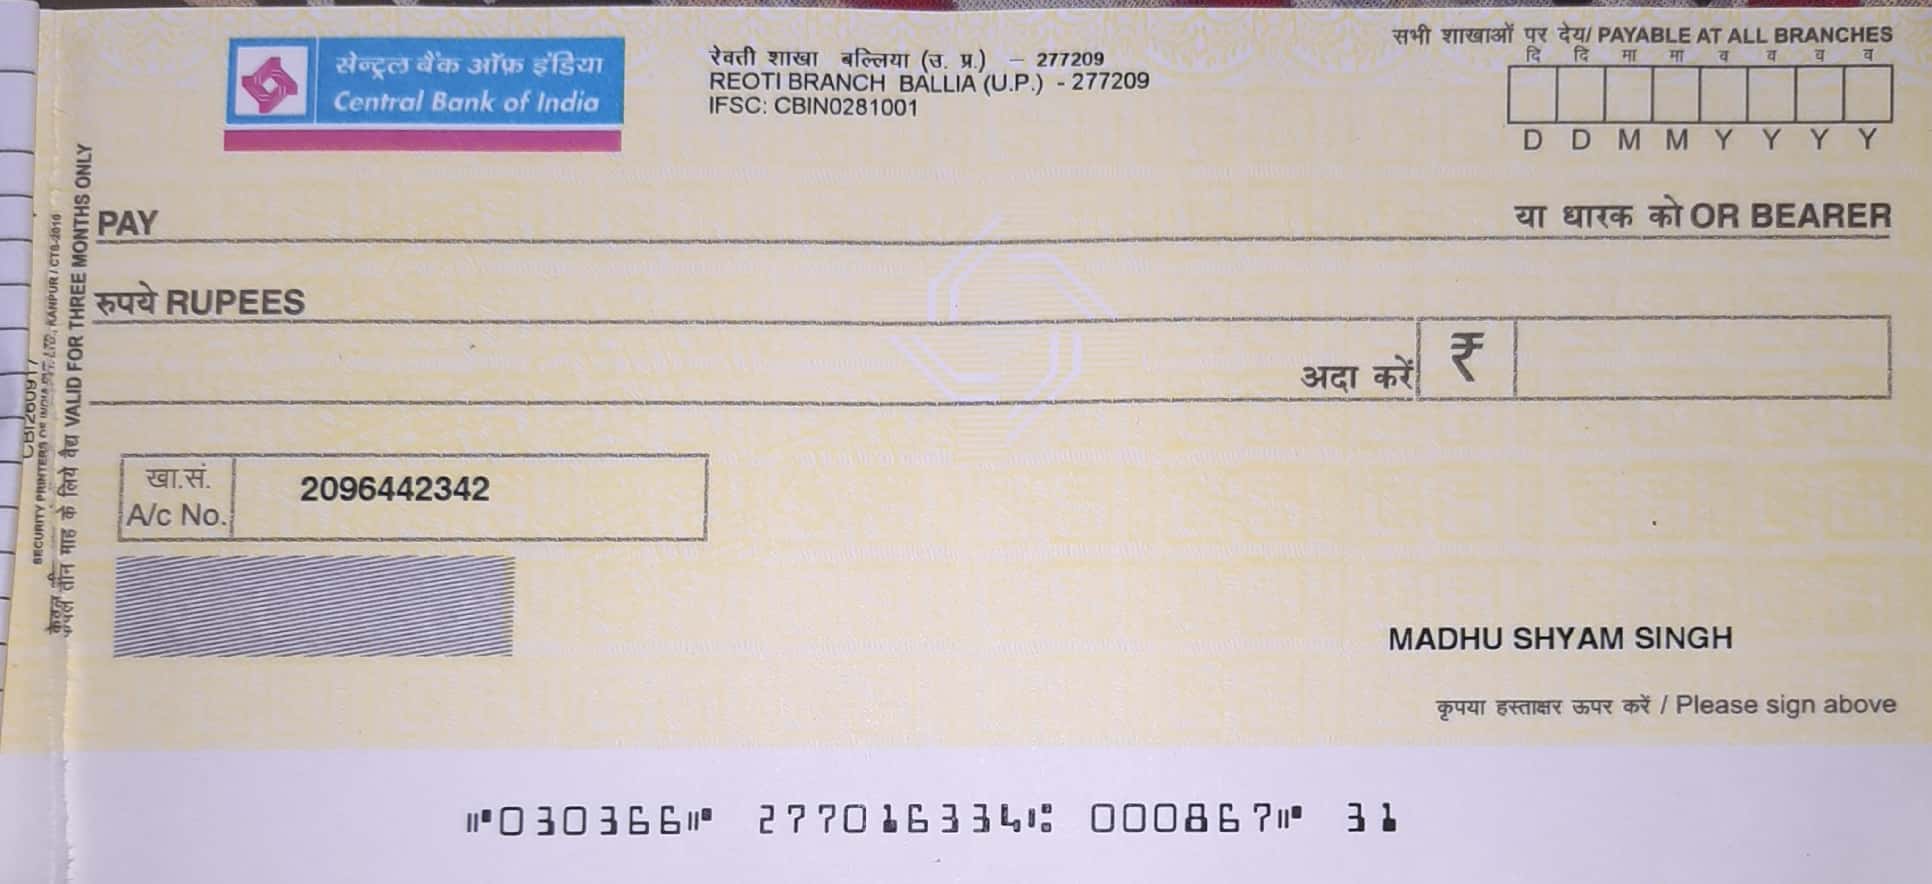 सेन्ट्रल बैंक ऑफ़ इंडिया
Central Bank of India
रेवती शाखा बल्लिया (उ. प्र.) – 277209
REOTI BRANCH BALLIA (U.P.) - 277209
IFSC: CBIN0281001
सभी शाखाओं पर देय/ PAYABLE AT ALL BRANCHES
दि दि मा मा व व व व
D D M M Y Y Y Y
PAY
या धारक को OR BEARER
रुपये RUPEES
अदा करें ₹
खा.सं.
A/c No.
2096442342
MADHU SHYAM SINGH
कृपया हस्ताक्षर ऊपर करें / Please sign above
⑈030366⑈ 277016334⑆ 000867⑈ 31
तीन माह के लिये वैद्य VALID FOR THREE MONTHS ONLY
SECURITY PRINTERS OF INDIA PVT. LTD., KANPUR / CTS-2010